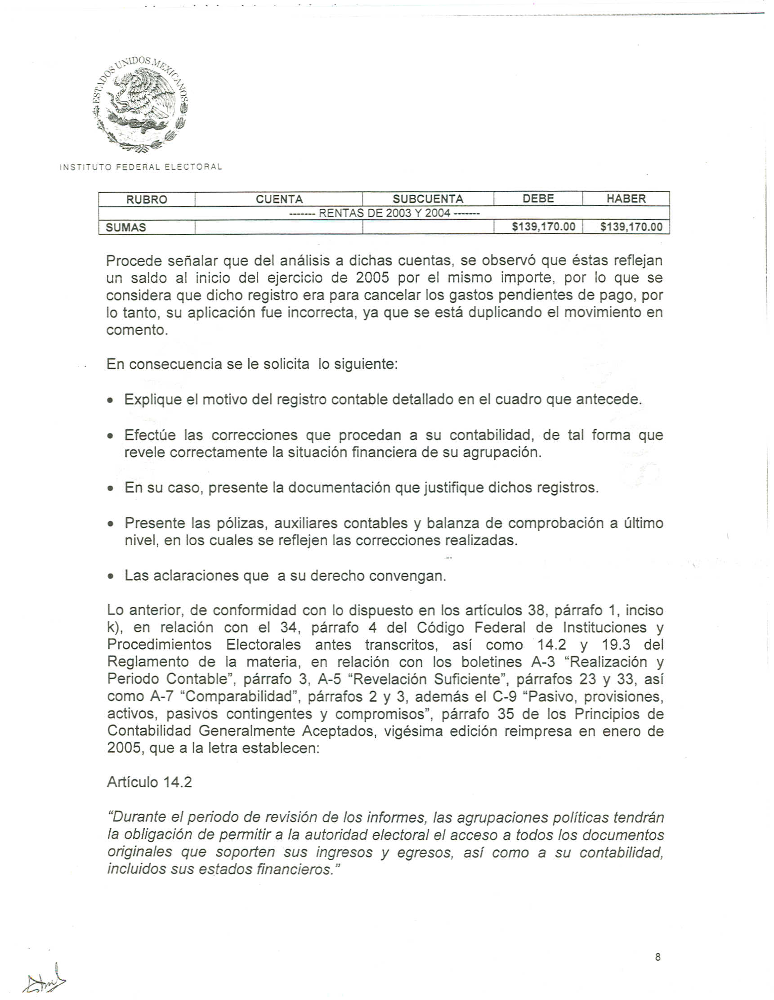 ESTADOS UNIDOS MEXICANOS
INSTITUTO FEDERAL ELECTORAL
RUBRO CUENTA SUBCUENTA DEBE HABER
------- RENTAS DE 2003 Y 2004 -------
SUMAS $139,170.00 $139,170.00
Procede señalar que del análisis a dichas cuentas, se observó que éstas reflejan
un saldo al inicio del ejercicio de 2005 por el mismo importe, por lo que se
considera que dicho registro era para cancelar los gastos pendientes de pago, por
lo tanto, su aplicación fue incorrecta, ya que se está duplicando el movimiento en
comento.
En consecuencia se le solicita lo siguiente:
• Explique el motivo del registro contable detallado en el cuadro que antecede.
• Efectúe las correcciones que procedan a su contabilidad, de tal forma que
revele correctamente la situación financiera de su agrupación.
• En su caso, presente la documentación que justifique dichos registros.
• Presente las pólizas, auxiliares contables y balanza de comprobación a último
nivel, en los cuales se reflejen las correcciones realizadas.
• Las aclaraciones que a su derecho convengan.
Lo anterior, de conformidad con lo dispuesto en los artículos 38, párrafo 1, inciso
k), en relación con el 34, párrafo 4 del Código Federal de Instituciones y
Procedimientos Electorales antes transcritos, así como 14.2 y 19.3 del
Reglamento de la materia, en relación con los boletines A-3 “Realización y
Periodo Contable”, párrafo 3, A-5 “Revelación Suficiente”, párrafos 23 y 33, así
como A-7 “Comparabilidad”, párrafos 2 y 3, además el C-9 “Pasivo, provisiones,
activos, pasivos contingentes y compromisos”, párrafo 35 de los Principios de
Contabilidad Generalmente Aceptados, vigésima edición reimpresa en enero de
2005, que a la letra establecen:
Artículo 14.2
“Durante el periodo de revisión de los informes, las agrupaciones políticas tendrán
la obligación de permitir a la autoridad electoral el acceso a todos los documentos
originales que soporten sus ingresos y egresos, así como a su contabilidad,
incluidos sus estados financieros.”
8